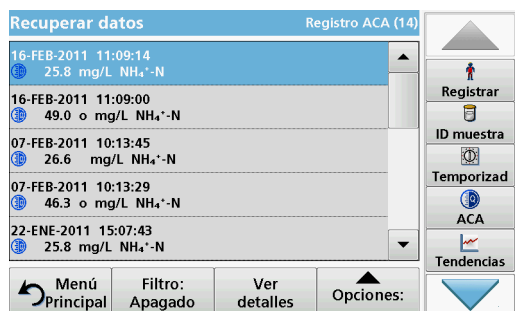 Recuperar datos
Registro ACA (14)
16-FEB-2011 11:09:14
25.8 mg/L NH₄⁺-N
16-FEB-2011 11:09:00
49.0 o mg/L NH₄⁺-N
07-FEB-2011 10:13:45
26.6 mg/L NH₄⁺-N
07-FEB-2011 10:13:29
46.3 o mg/L NH₄⁺-N
22-ENE-2011 15:07:43
25.8 mg/L NH₄⁺-N
Menú
Principal
Filtro:
Apagado
Ver
detalles
Opciones:
Registrar
ID muestra
Temporizad
ACA
Tendencias